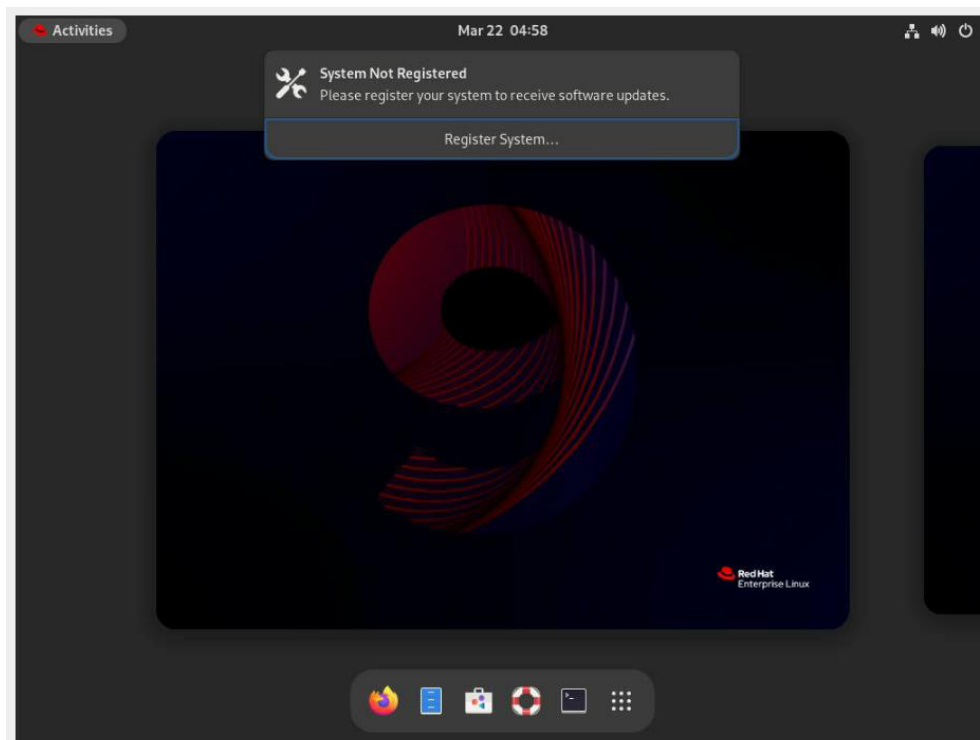 Activities
Mar 22 04:58
System Not Registered
Please register your system to receive software updates.
Register System...
9
Red Hat
Enterprise Linux